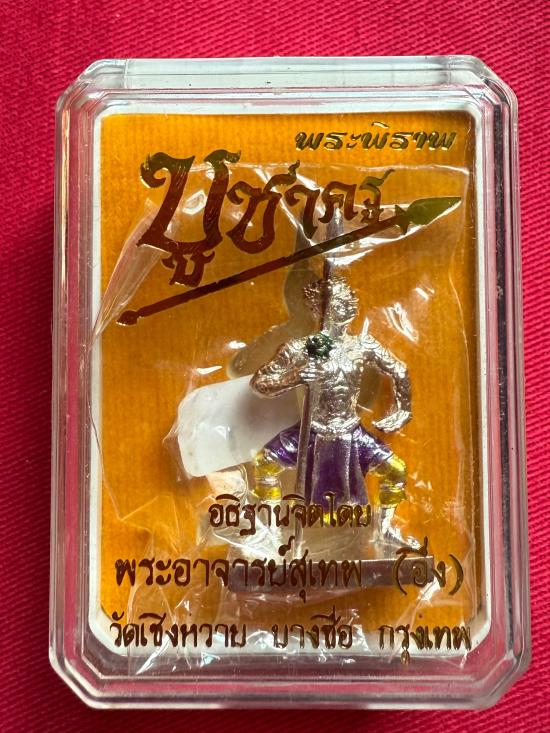 พระพิราพ
บูชาครู
อธิฐานจิตโดย
พระอาจารย์สุเทพ (อึ่ง)
วัดเชิงหวาย บางซื่อ กรุงเทพ